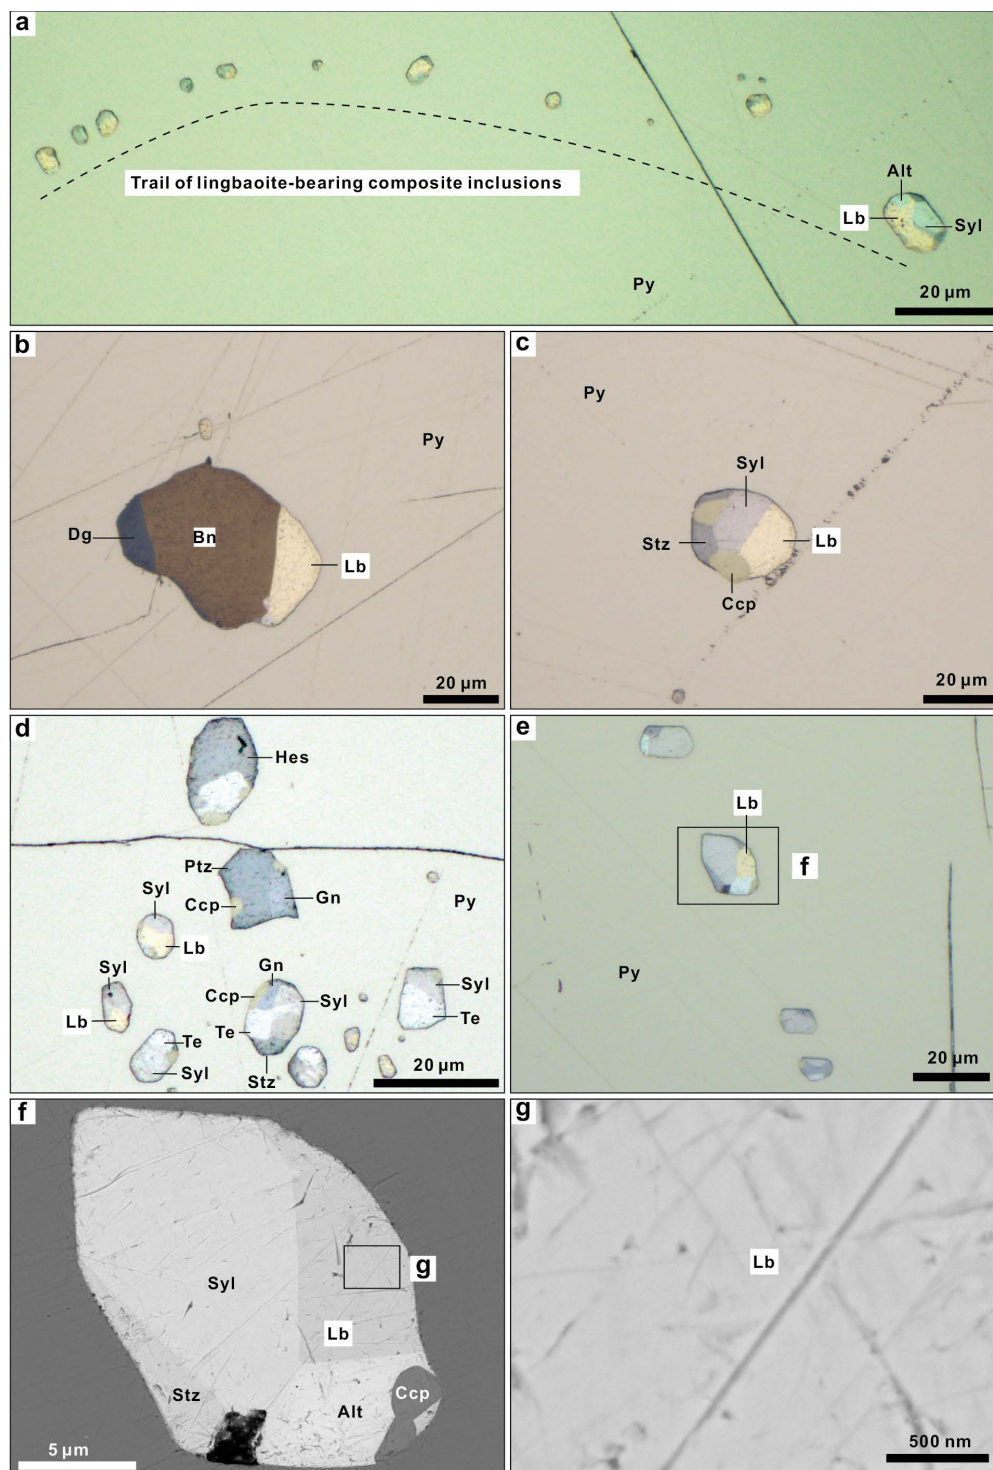 a
Trail of lingbaoite-bearing composite inclusions
Alt
Lb
Syl
Py
20 µm
b
Py
Dg
Bn
Lb
20 µm
c
Py
Syl
Stz
Lb
Ccp
20 µm
d
Hes
Ptz
Syl
Ccp
Gn
Py
Lb
Syl
Gn
Ccp
Syl
Syl
Lb
Te
Te
Te
Syl
Stz
20 µm
e
Lb
f
Py
20 µm
f
g
Syl
Lb
Stz
Alt
Ccp
5 µm
g
Lb
500 nm